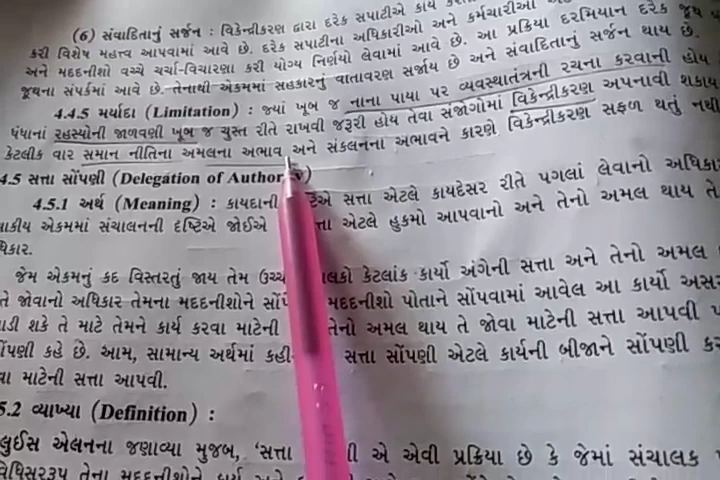 (6) સંવાદિતાનું સર્જન : વિકેન્દ્રીકરણ દ્વારા દરેક સપાટીએ કાર્ય
કરી વિશેષ મહત્ત્વ આપવામાં આવે છે. દરેક સપાટીના અધિકારીઓ અને કર્મચારીઓ
અને મદદનીશો વચ્ચે ચર્ચા-વિચારણા કરી યોગ્ય નિર્ણયો લેવામાં આવે છે. આ પ્રક્રિયા દરમિયાન દરેક જૂથ
જૂથના સંપર્કમાં આવે છે. તેનાથી એકમમાં સહકારનું વાતાવરણ સર્જાય છે અને સંવાદિતાનું સર્જન થાય છે.
4.4.5 મર્યાદા (Limitation) : જ્યાં ખૂબ જ નાના પાયા પર વ્યવસ્થાતંત્રની રચના કરવાની હોય
ધંધાનાં રહસ્યોની જાળવણી ખૂબ જ ચુસ્ત રીતે રાખવી જરૂરી હોય તેવા સંજોગોમાં વિકેન્દ્રીકરણ અપનાવી શકાય
કેટલીક વાર સમાન નીતિના અમલના અભાવ અને સંકલનના અભાવને કારણે વિકેન્દ્રીકરણ સફળ થતું નથી
4.5 સત્તા સોંપણી (Delegation of Author
4.5.1 અર્થ (Meaning) : કાયદાની સત્તા એટલે કાયદેસર રીતે પગલાં લેવાનો અધિકાર
એકમમાં સંચાલનની દૃષ્ટિએ જોઈએ એટલે હુકમો આપવાનો અને તેનો અમલ થાય તે
જેમ એકમનું કદ વિસ્તરતું જાય તેમ કેટલાંક કાર્યો અંગેની સત્તા અને તેનો અમલ
તે જોવાનો અધિકાર તેમના મદદનીશોને મદદનીશો પોતાને સોંપવામાં આવેલ આ કાર્યો
શકે તે માટે તેમને કાર્ય કરવા માટેની તેનો અમલ થાય તે જોવા માટેની સત્તા આપવી
કહે છે. આમ, સામાન્ય અર્થમાં સત્તા સોંપણી એટલે કાર્યની બીજાને સોંપણી
માટેની સત્તા આપવી.
5.2 વ્યાખ્યા (Definition) :
લુઈસ એલનના જણાવ્યા મુજબ, ‘સત્તા એ એવી પ્રક્રિયા છે કે જેમાં સંચાલક
તેના મદદનીશોને કાર્ય અને